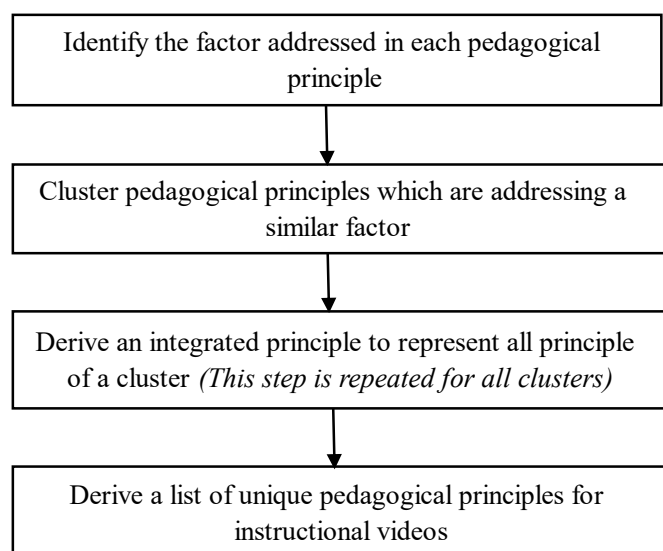 Identify the factor addressed in each pedagogical
principle
Cluster pedagogical principles which are addressing a
similar factor
Derive an integrated principle to represent all principle
of a cluster (This step is repeated for all clusters)
Derive a list of unique pedagogical principles for
instructional videos